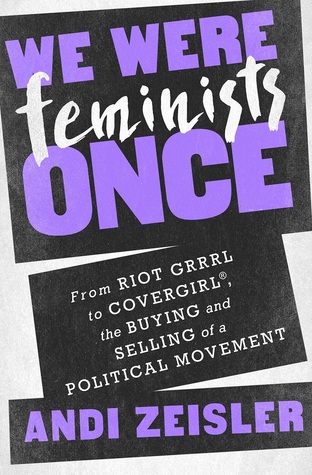 WE WERE
feminists
ONCE
From RIOT GRRRL
to COVERGIRL®,
the BUYING and
SELLING of a
POLITICAL MOVEMENT
ANDI ZEISLER